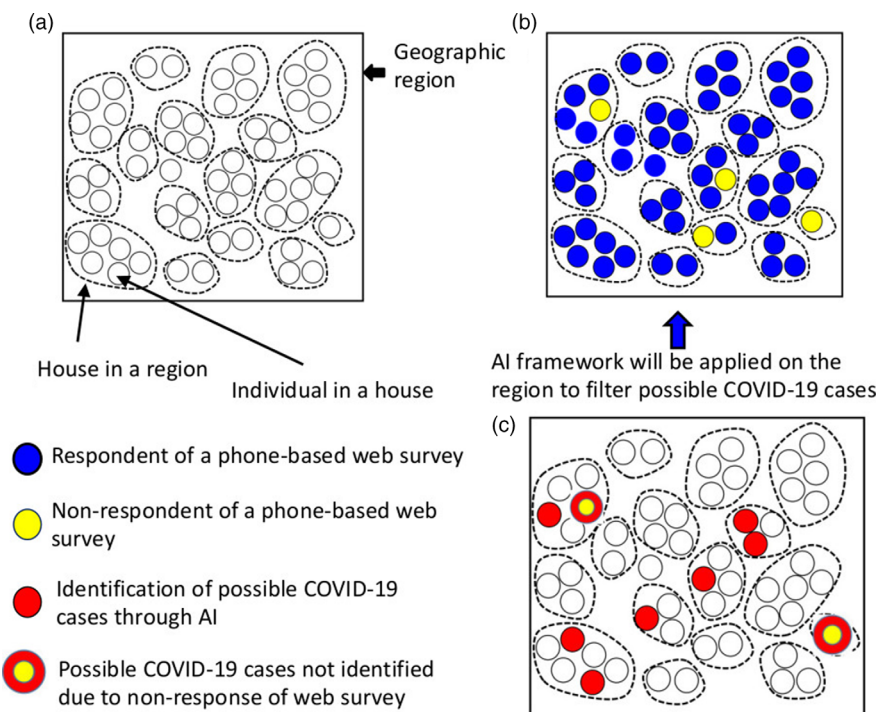 (a)
Geographic
region
(b)
House in a region
Individual in a house
AI framework will be applied on the
region to filter possible COVID-19 cases
(c)
Respondent of a phone-based web survey
Non-respondent of a phone-based web
survey
Identification of possible COVID-19
cases through AI
Possible COVID-19 cases not identified
due to non-response of web survey